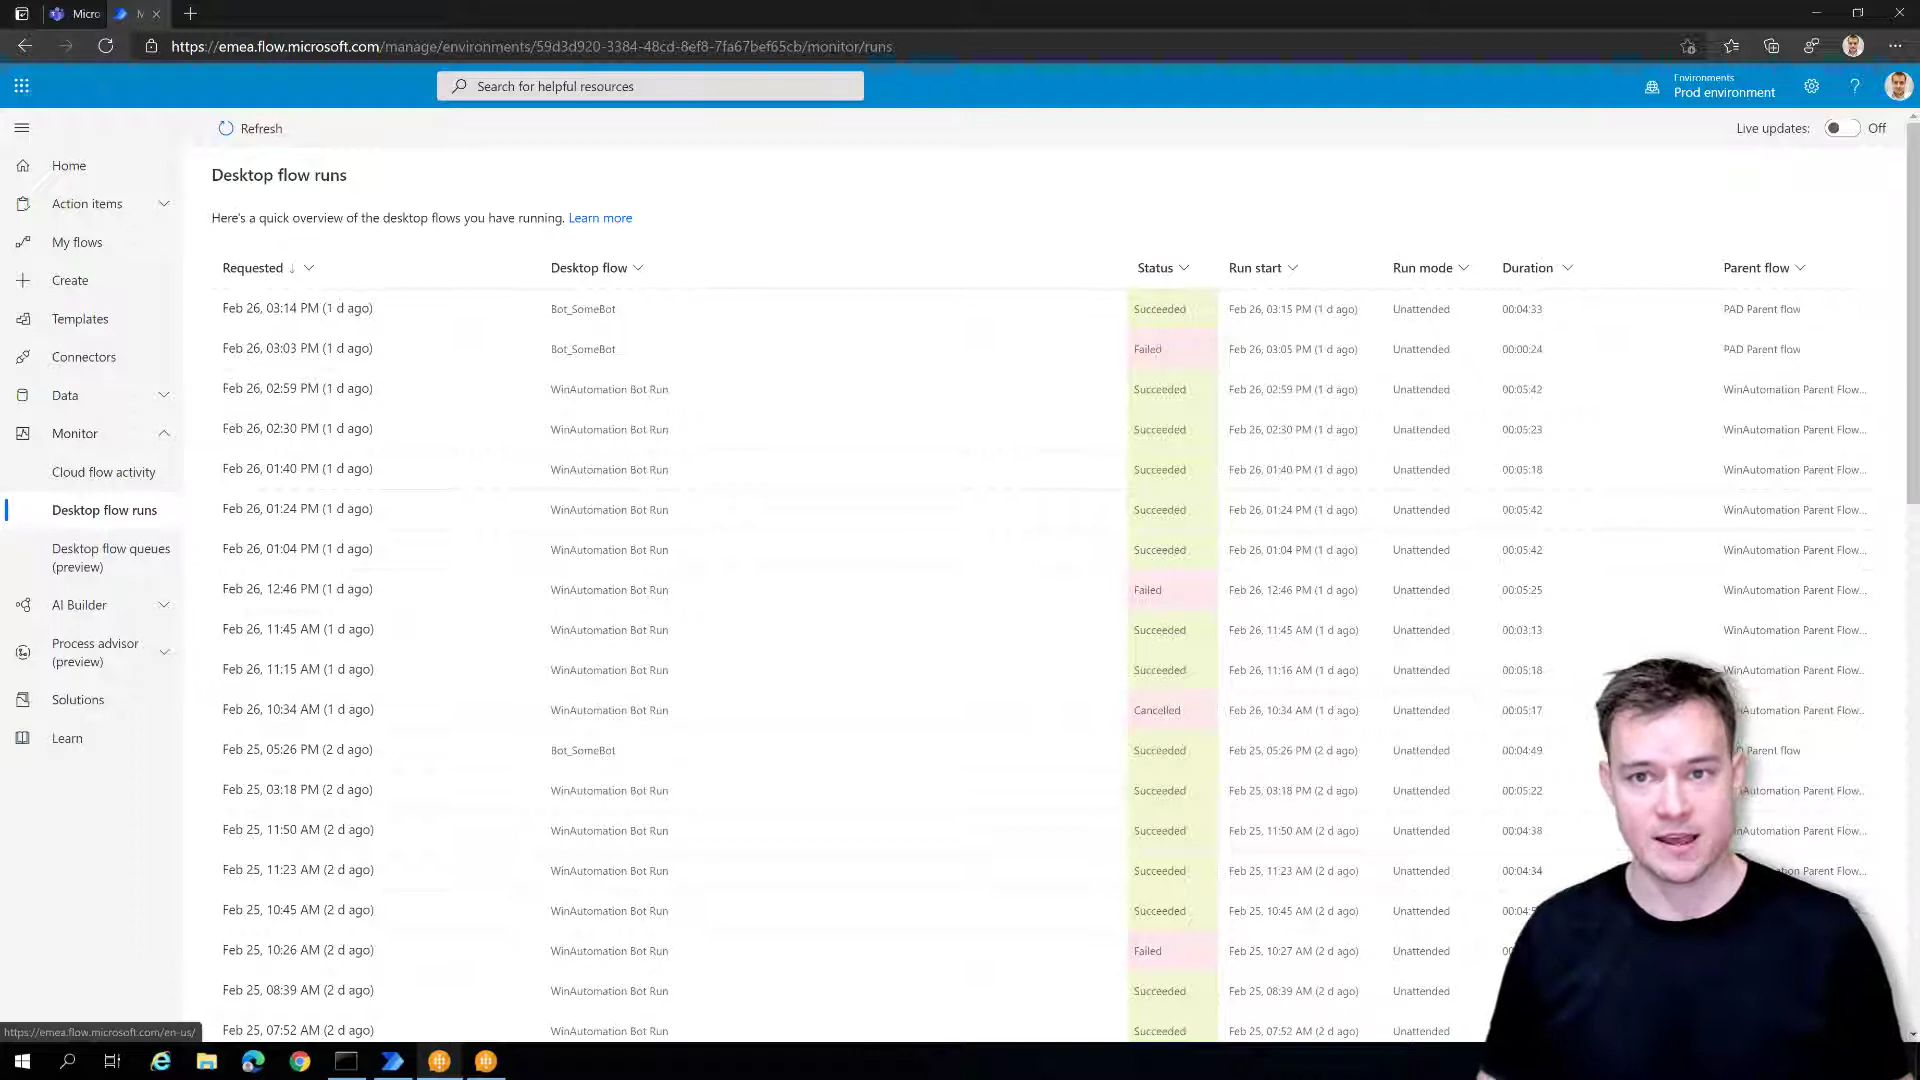 Micro
M
https://emea.flow.microsoft.com/manage/environments/59d3d920-3384-48cd-8ef8-7fa67bef65cb/monitor/runs
Search for helpful resources
Environments
Prod environment
Refresh
Live updates: Off
Home
Action items
My flows
Create
Templates
Connectors
Data
Monitor
Cloud flow activity
Desktop flow runs
Desktop flow queues
(preview)
AI Builder
Process advisor
(preview)
Solutions
Learn
Desktop flow runs
Here's a quick overview of the desktop flows you have running. Learn more
Requested ↓ Desktop flow Status Run start Run mode Duration Parent flow
Feb 26, 03:14 PM (1 d ago) Bot_SomeBot Succeeded Feb 26, 03:15 PM (1 d ago) Unattended 00:04:33 PAD Parent flow
Feb 26, 03:03 PM (1 d ago) Bot_SomeBot Failed Feb 26, 03:05 PM (1 d ago) Unattended 00:00:24 PAD Parent flow
Feb 26, 02:59 PM (1 d ago) WinAutomation Bot Run Succeeded Feb 26, 02:59 PM (1 d ago) Unattended 00:05:42 WinAutomation Parent Flow...
Feb 26, 02:30 PM (1 d ago) WinAutomation Bot Run Succeeded Feb 26, 02:30 PM (1 d ago) Unattended 00:05:23 WinAutomation Parent Flow...
Feb 26, 01:40 PM (1 d ago) WinAutomation Bot Run Succeeded Feb 26, 01:40 PM (1 d ago) Unattended 00:05:18 WinAutomation Parent Flow...
Feb 26, 01:24 PM (1 d ago) WinAutomation Bot Run Succeeded Feb 26, 01:24 PM (1 d ago) Unattended 00:05:42 WinAutomation Parent Flow...
Feb 26, 01:04 PM (1 d ago) WinAutomation Bot Run Succeeded Feb 26, 01:04 PM (1 d ago) Unattended 00:05:42 WinAutomation Parent Flow...
Feb 26, 12:46 PM (1 d ago) WinAutomation Bot Run Failed Feb 26, 12:46 PM (1 d ago) Unattended 00:05:25 WinAutomation Parent Flow...
Feb 26, 11:45 AM (1 d ago) WinAutomation Bot Run Succeeded Feb 26, 11:45 AM (1 d ago) Unattended 00:03:13 WinAutomation Parent Flow...
Feb 26, 11:15 AM (1 d ago) WinAutomation Bot Run Succeeded Feb 26, 11:16 AM (1 d ago) Unattended 00:05:18 WinAutomation Parent Flow...
Feb 26, 10:34 AM (1 d ago) WinAutomation Bot Run Cancelled Feb 26, 10:34 AM (1 d ago) Unattended 00:05:17 Automation Parent Flow..
Feb 25, 05:26 PM (2 d ago) Bot_SomeBot Succeeded Feb 25, 05:26 PM (2 d ago) Unattended 00:04:49 Parent flow
Feb 25, 03:18 PM (2 d ago) WinAutomation Bot Run Succeeded Feb 25, 03:18 PM (2 d ago) Unattended 00:05:22 Automation Parent Flow..
Feb 25, 11:50 AM (2 d ago) WinAutomation Bot Run Succeeded Feb 25, 11:50 AM (2 d ago) Unattended 00:04:38 Automation Parent Flow...
Feb 25, 11:23 AM (2 d ago) WinAutomation Bot Run Succeeded Feb 25, 11:23 AM (2 d ago) Unattended 00:04:34 Automation Parent Flow...
Feb 25, 10:45 AM (2 d ago) WinAutomation Bot Run Succeeded Feb 25, 10:45 AM (2 d ago) Unattended
Feb 25, 10:26 AM (2 d ago) WinAutomation Bot Run Failed Feb 25, 10:27 AM (2 d ago) Unattended
Feb 25, 08:39 AM (2 d ago) WinAutomation Bot Run Succeeded Feb 25, 08:39 AM (2 d ago) Unattended
Feb 25, 07:52 AM (2 d ago) WinAutomation Bot Run Succeeded Feb 25, 07:52 AM (2 d ago) Unattended
https://emea.flow.microsoft.com/en-us/